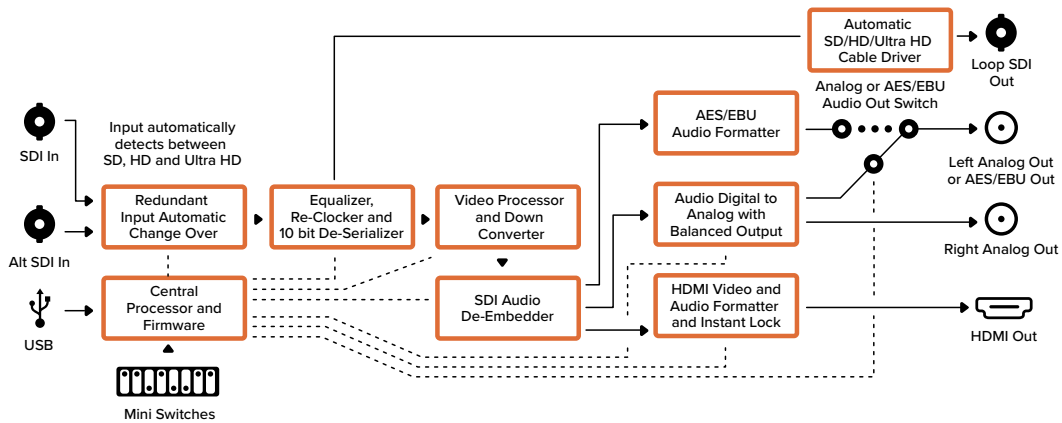 Automatic
SD/HD/Ultra HD
Cable Driver
Loop SDI
Out
Analog or AES/EBU
Audio Out Switch
SDI In
Input automatically
detects between
SD, HD and Ultra HD
AES/EBU
Audio Formatter
Left Analog Out
or AES/EBU Out
Alt SDI In
Redundant
Input Automatic
Change Over
Equalizer,
Re-Clocker and
10 bit De-Serializer
Video Processor
and Down
Converter
Audio Digital to
Analog with
Balanced Output
Right Analog Out
USB
Central
Processor and
Firmware
SDI Audio
De-Embedder
HDMI Video and
Audio Formatter
and Instant Lock
HDMI Out
Mini Switches